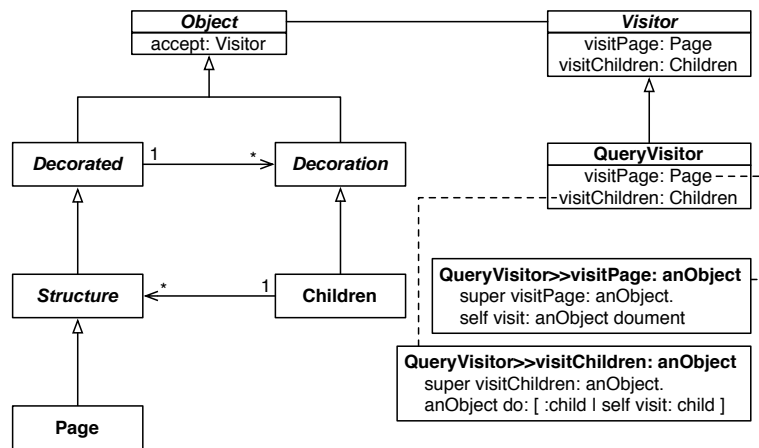 Object
accept: Visitor
Visitor
visitPage: Page
visitChildren: Children
Decorated
1
*
Decoration
QueryVisitor
visitPage: Page
visitChildren: Children
Structure
*
1
Children
QueryVisitor>>visitPage: anObject
super visitPage: anObject.
self visit: anObject doument
QueryVisitor>>visitChildren: anObject
super visitChildren: anObject.
anObject do: [ :child | self visit: child ]
Page